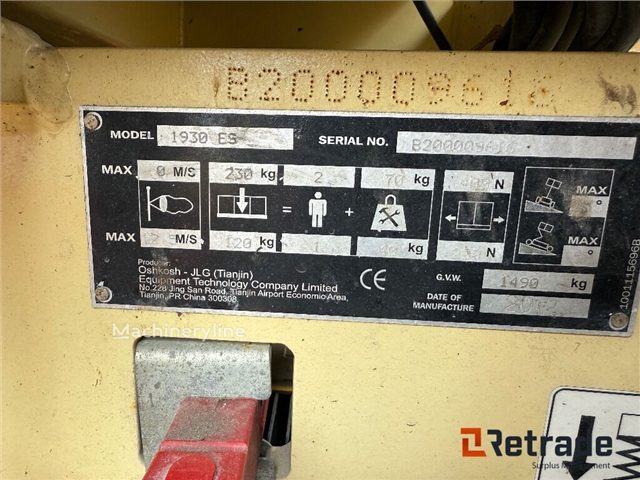 MODEL 1930 ES SERIAL NO.
MAX 0 M/S 230 kg 2 70 kg N MAX °
= +
MAX M/S 120 kg 1 kg N MAX °
Producer:
Oshkosh - JLG (Tianjin)
Equipment Technology Company Limited
No.228 Jing San Road, Tianjin Airport Economic Area,
Tianjin, PR China 300308
CE
G.V.W. 1490 kg
DATE OF
MANUFACTURE
1001115696B
Machineryline
Retrade
Surplus Management